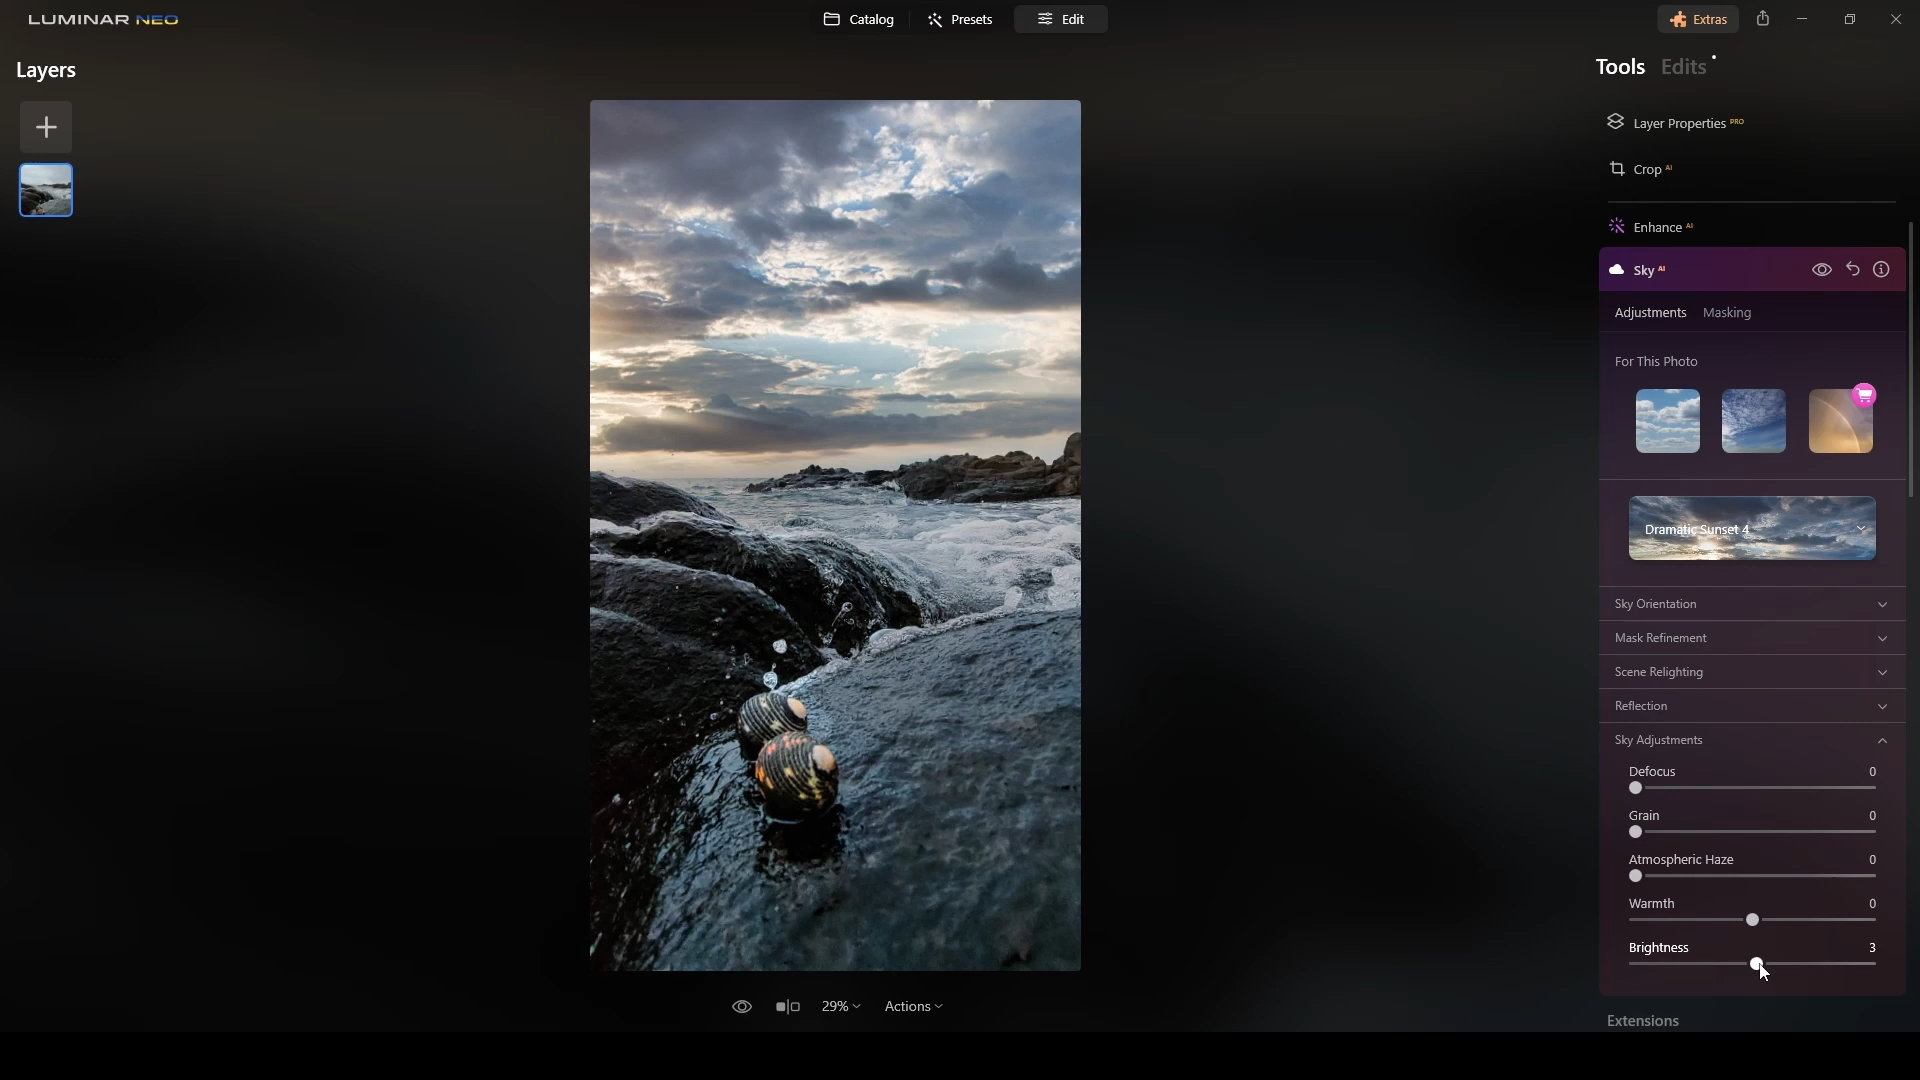 LUMINAR NEO
Catalog
Presets
Edit
Extras
Layers
Tools Edits
Layer Properties PRO
Crop AI
Enhance AI
Sky AI
Adjustments Masking
For This Photo
Dramatic Sunset 4
Sky Orientation
Mask Refinement
Scene Relighting
Reflection
Sky Adjustments
Defocus 0
Grain 0
Atmospheric Haze 0
Warmth 0
Brightness 3
29% Actions
Extensions